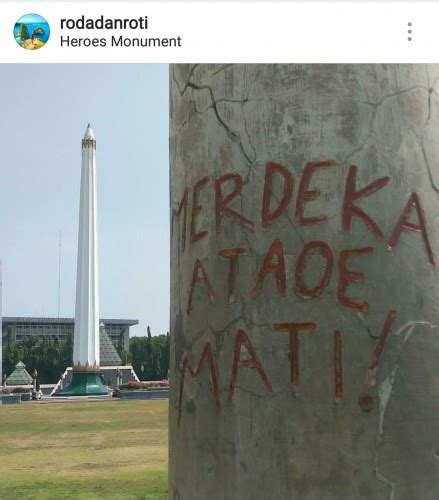 rodadanroti
Heroes Monument
MERDEKA
ATAOE
MATI!